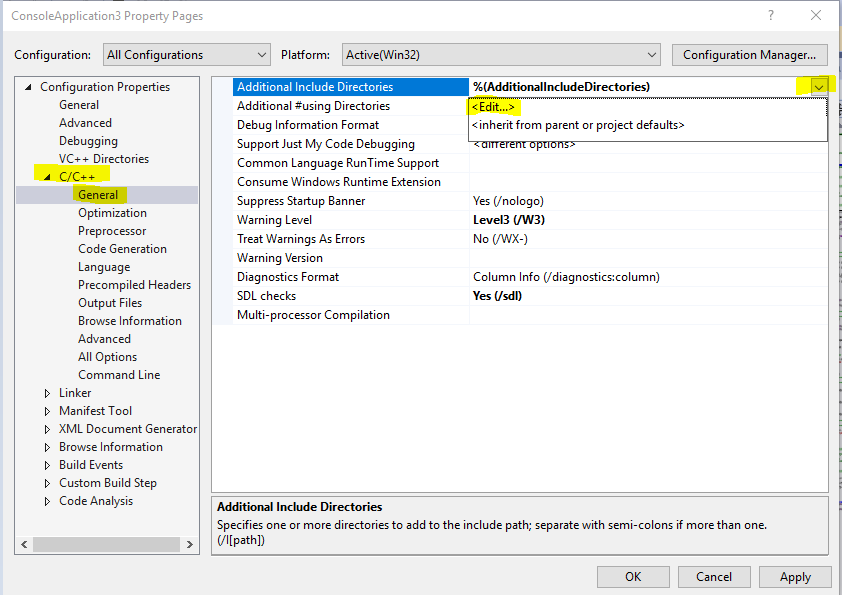 ConsoleApplication3 Property Pages
?
Configuration: All Configurations Platform: Active(Win32) Configuration Manager...
Configuration Properties
General
Advanced
Debugging
VC++ Directories
C/C++
General
Optimization
Preprocessor
Code Generation
Language
Precompiled Headers
Output Files
Browse Information
Advanced
All Options
Command Line
Linker
Manifest Tool
XML Document Generator
Browse Information
Build Events
Custom Build Step
Code Analysis
Additional Include Directories %(AdditionalIncludeDirectories)
Additional #using Directories <Edit...>
Debug Information Format <inherit from parent or project defaults>
Support Just My Code Debugging <different options>
Common Language RunTime Support
Consume Windows Runtime Extension
Suppress Startup Banner Yes (/nologo)
Warning Level Level3 (/W3)
Treat Warnings As Errors No (/WX-)
Warning Version
Diagnostics Format Column Info (/diagnostics:column)
SDL checks Yes (/sdl)
Multi-processor Compilation
Additional Include Directories
Specifies one or more directories to add to the include path; separate with semi-colons if more than one.
(/I[path])
OK Cancel Apply